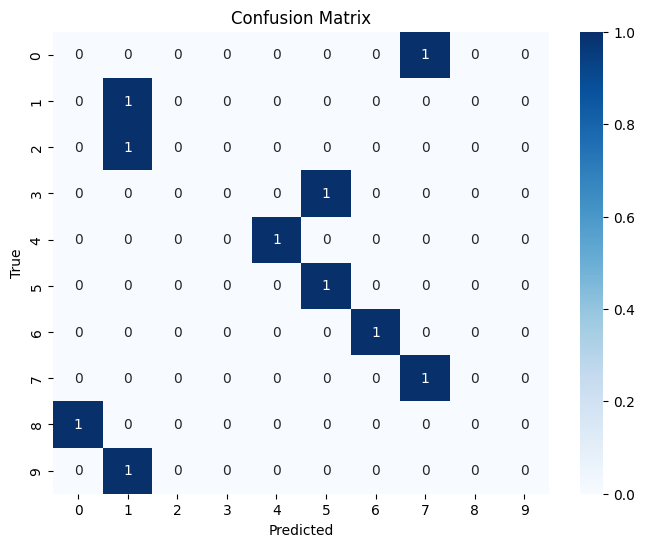 Confusion Matrix
0 0 0 0 0 0 0 0 1 0 0
1 0 1 0 0 0 0 0 0 0 0
2 0 1 0 0 0 0 0 0 0 0
3 0 0 0 0 0 1 0 0 0 0
4 0 0 0 0 1 0 0 0 0 0
5 0 0 0 0 0 1 0 0 0 0
6 0 0 0 0 0 0 1 0 0 0
7 0 0 0 0 0 0 0 1 0 0
8 1 0 0 0 0 0 0 0 0 0
9 0 1 0 0 0 0 0 0 0 0
True
0 1 2 3 4 5 6 7 8 9
Predicted
1.0
0.8
0.6
0.4
0.2
0.0